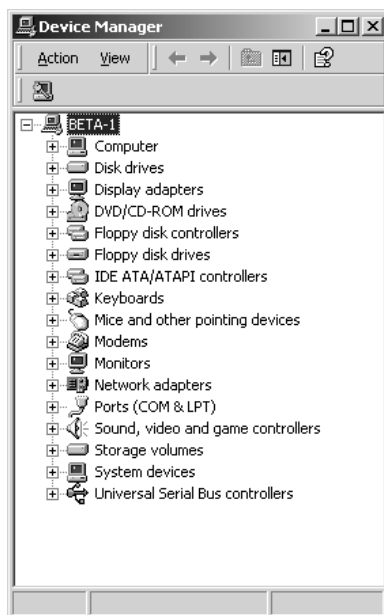 Device Manager
Action View
BETA-1
Computer
Disk drives
Display adapters
DVD/CD-ROM drives
Floppy disk controllers
Floppy disk drives
IDE ATA/ATAPI controllers
Keyboards
Mice and other pointing devices
Modems
Monitors
Network adapters
Ports (COM & LPT)
Sound, video and game controllers
Storage volumes
System devices
Universal Serial Bus controllers